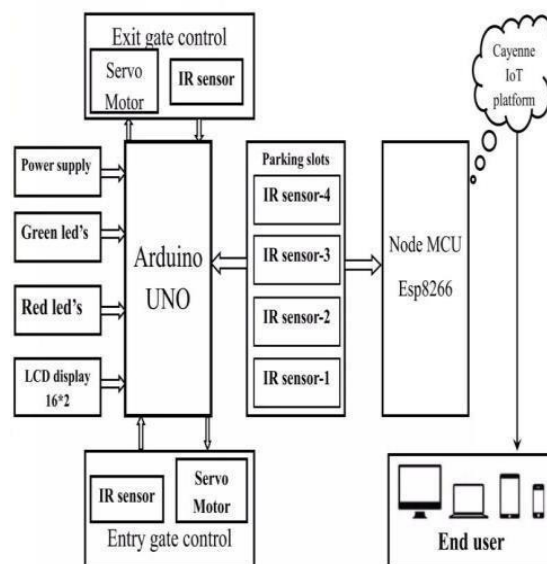 Exit gate control
Servo
Motor
IR sensor
Cayenne
IoT
platform
Power supply
Green led's
Red led's
LCD display
16*2
Arduino
UNO
Parking slots
IR sensor-4
IR sensor-3
IR sensor-2
IR sensor-1
Node MCU
Esp8266
IR sensor
Servo
Motor
Entry gate control
End user